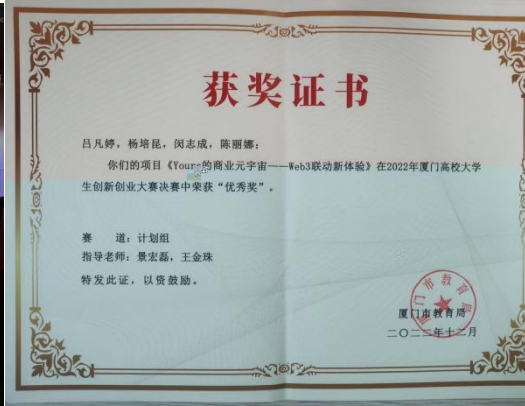 获奖证书
吕凡婷，杨培昆，闵志成，陈丽娜：
你们的项目《Yours的商业元宇宙——Web3联动新体验》在2022年厦门高校大学
生创新创业大赛决赛中荣获“优秀奖”。
赛 道：计划组
指导老师：景宏磊，王金珠
特发此证，以资鼓励。
厦门市教育局
二〇二二年十二月